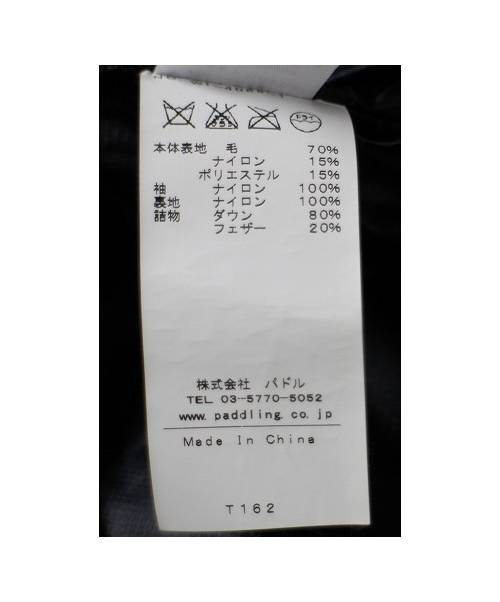 ドライ
本体表地 毛 70%
ナイロン 15%
ポリエステル 15%
袖 ナイロン 100%
裏地 ナイロン 100%
詰物 ダウン 80%
フェザー 20%
株式会社 パドル
TEL 03-5770-5052
www.paddling.co.jp
Made In China
T162